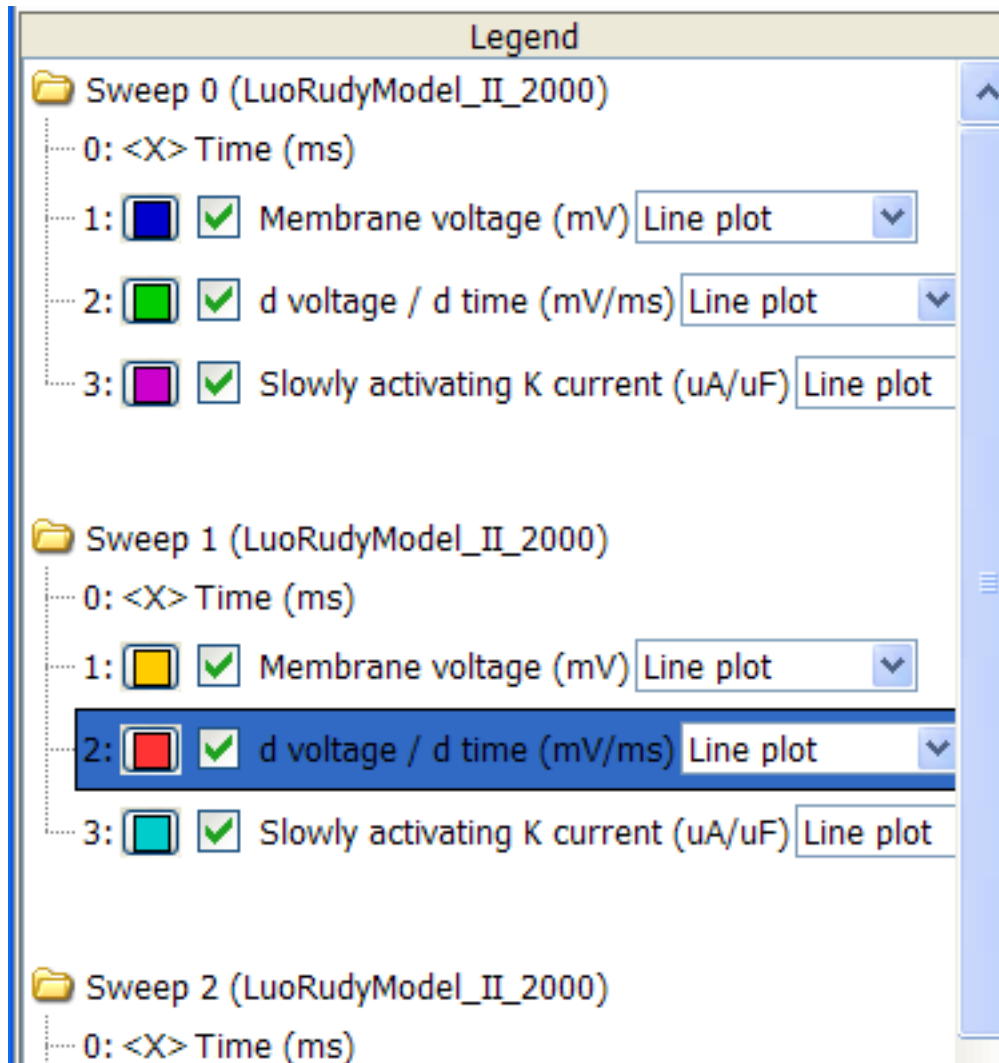 Legend
Sweep 0 (LuoRudyModel_II_2000)
0: <X> Time (ms)
1: Membrane voltage (mV) Line plot
2: d voltage / d time (mV/ms) Line plot
3: Slowly activating K current (uA/uF) Line plot
Sweep 1 (LuoRudyModel_II_2000)
0: <X> Time (ms)
1: Membrane voltage (mV) Line plot
2: d voltage / d time (mV/ms) Line plot
3: Slowly activating K current (uA/uF) Line plot
Sweep 2 (LuoRudyModel_II_2000)
0: <X> Time (ms)